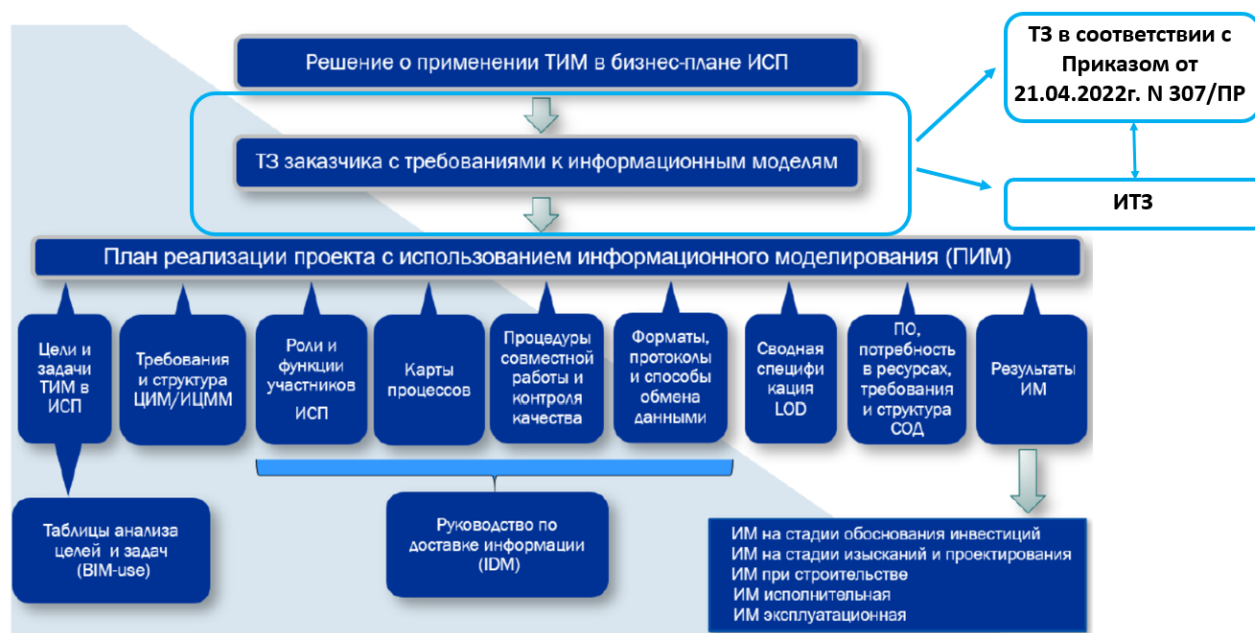 Решение о применении ТИМ в бизнес-плане ИСП
ТЗ в соответствии с
Приказом от
21.04.2022г. N 307/ПР
ТЗ заказчика с требованиями к информационным моделям
ИТЗ
План реализации проекта с использованием информационного моделирования (ПИМ)
Цели и
задачи
ТИМ в
ИСП
Требования
и структура
ЦИМ/ИЦММ
Роли и
функции
участников
ИСП
Карты
процессов
Процедуры
совместной
работы и
контроля
качества
Форматы,
протоколы
и способы
обмена
данными
Сводная
специфи
кация
LOD
ПО,
потребность
в ресурсах,
требования
и структура
СОД
Результаты
ИМ
Таблицы анализа
целей и задач
(BIM-use)
Руководство по
доставке информации
(IDM)
ИМ на стадии обоснования инвестиций
ИМ на стадии изысканий и проектирования
ИМ при строительстве
ИМ исполнительная
ИМ эксплуатационная